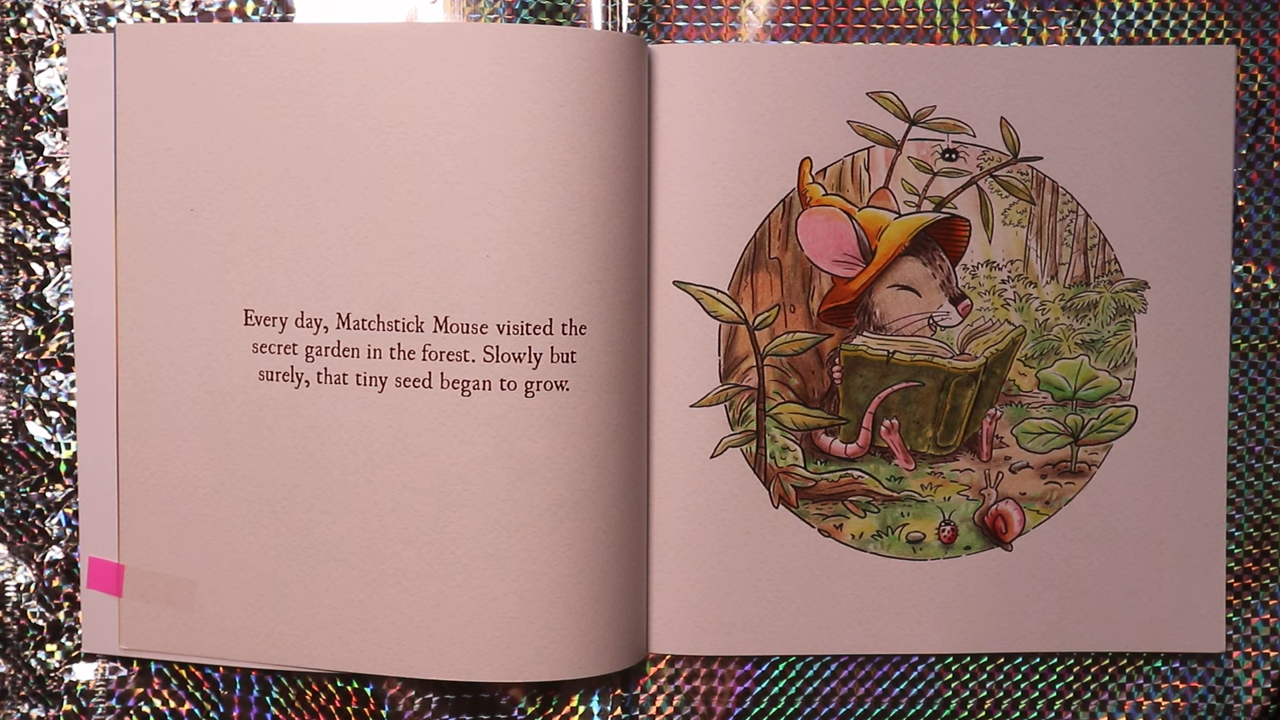 Every day, Matchstick Mouse visited the
secret garden in the forest. Slowly but
surely, that tiny seed began to grow.